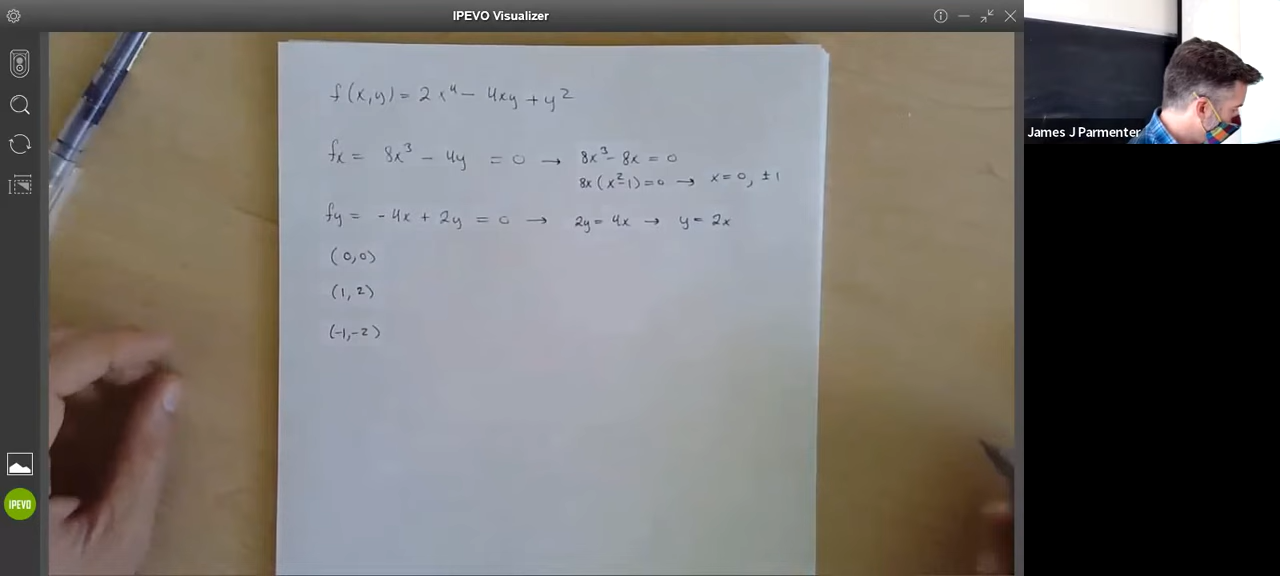 IPEVO Visualizer
James J Parmenter
f(x,y) = 2x⁴ - 4xy + y²
fx = 8x³ - 4y = 0 → 8x³ - 8x = 0
8x(x²-1) = 0 → x = 0, ±1
fy = -4x + 2y = 0 → 2y = 4x → y = 2x
(0,0)
(1,2)
(-1,-2)
IPEVO